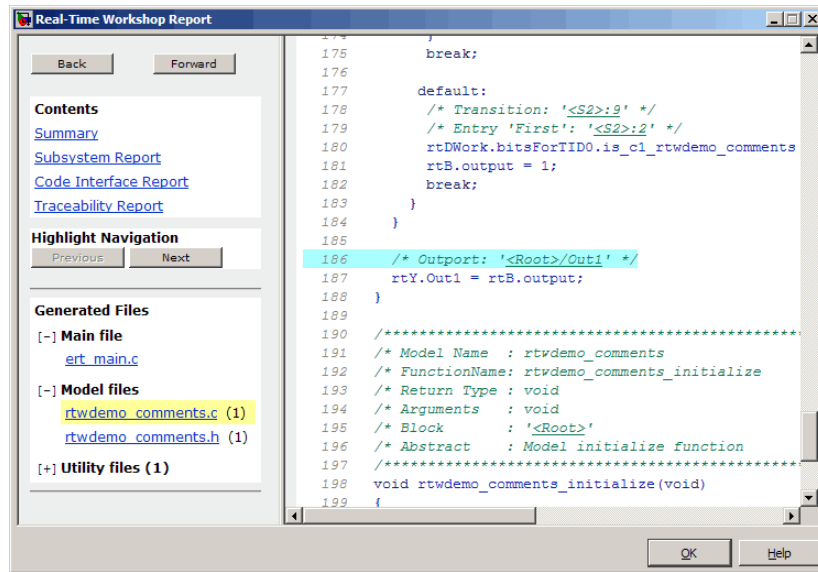 Real-Time Workshop Report
Back Forward
Contents
Summary
Subsystem Report
Code Interface Report
Traceability Report
Highlight Navigation
Previous Next
Generated Files
[-] Main file
ert_main.c
[-] Model files
rtwdemo_comments.c (1)
rtwdemo_comments.h (1)
[+] Utility files (1)
174 }
175 break;
176
177 default:
178 /* Transition: '<S2>:9' */
179 /* Entry 'First': '<S2>:2' */
180 rtDWork.bitsForTID0.is_c1_rtwdemo_comments
181 rtB.output = 1;
182 break;
183 }
184 }
185
186 /* Outport: '<Root>/Out1' */
187 rtY.Out1 = rtB.output;
188 }
189
190 /***********************************************
191 /* Model Name : rtwdemo_comments
192 /* FunctionName: rtwdemo_comments_initialize
193 /* Return Type : void
194 /* Arguments : void
195 /* Block : '<Root>'
196 /* Abstract : Model initialize function
197 /***********************************************
198 void rtwdemo_comments_initialize(void)
199 {
OK Help